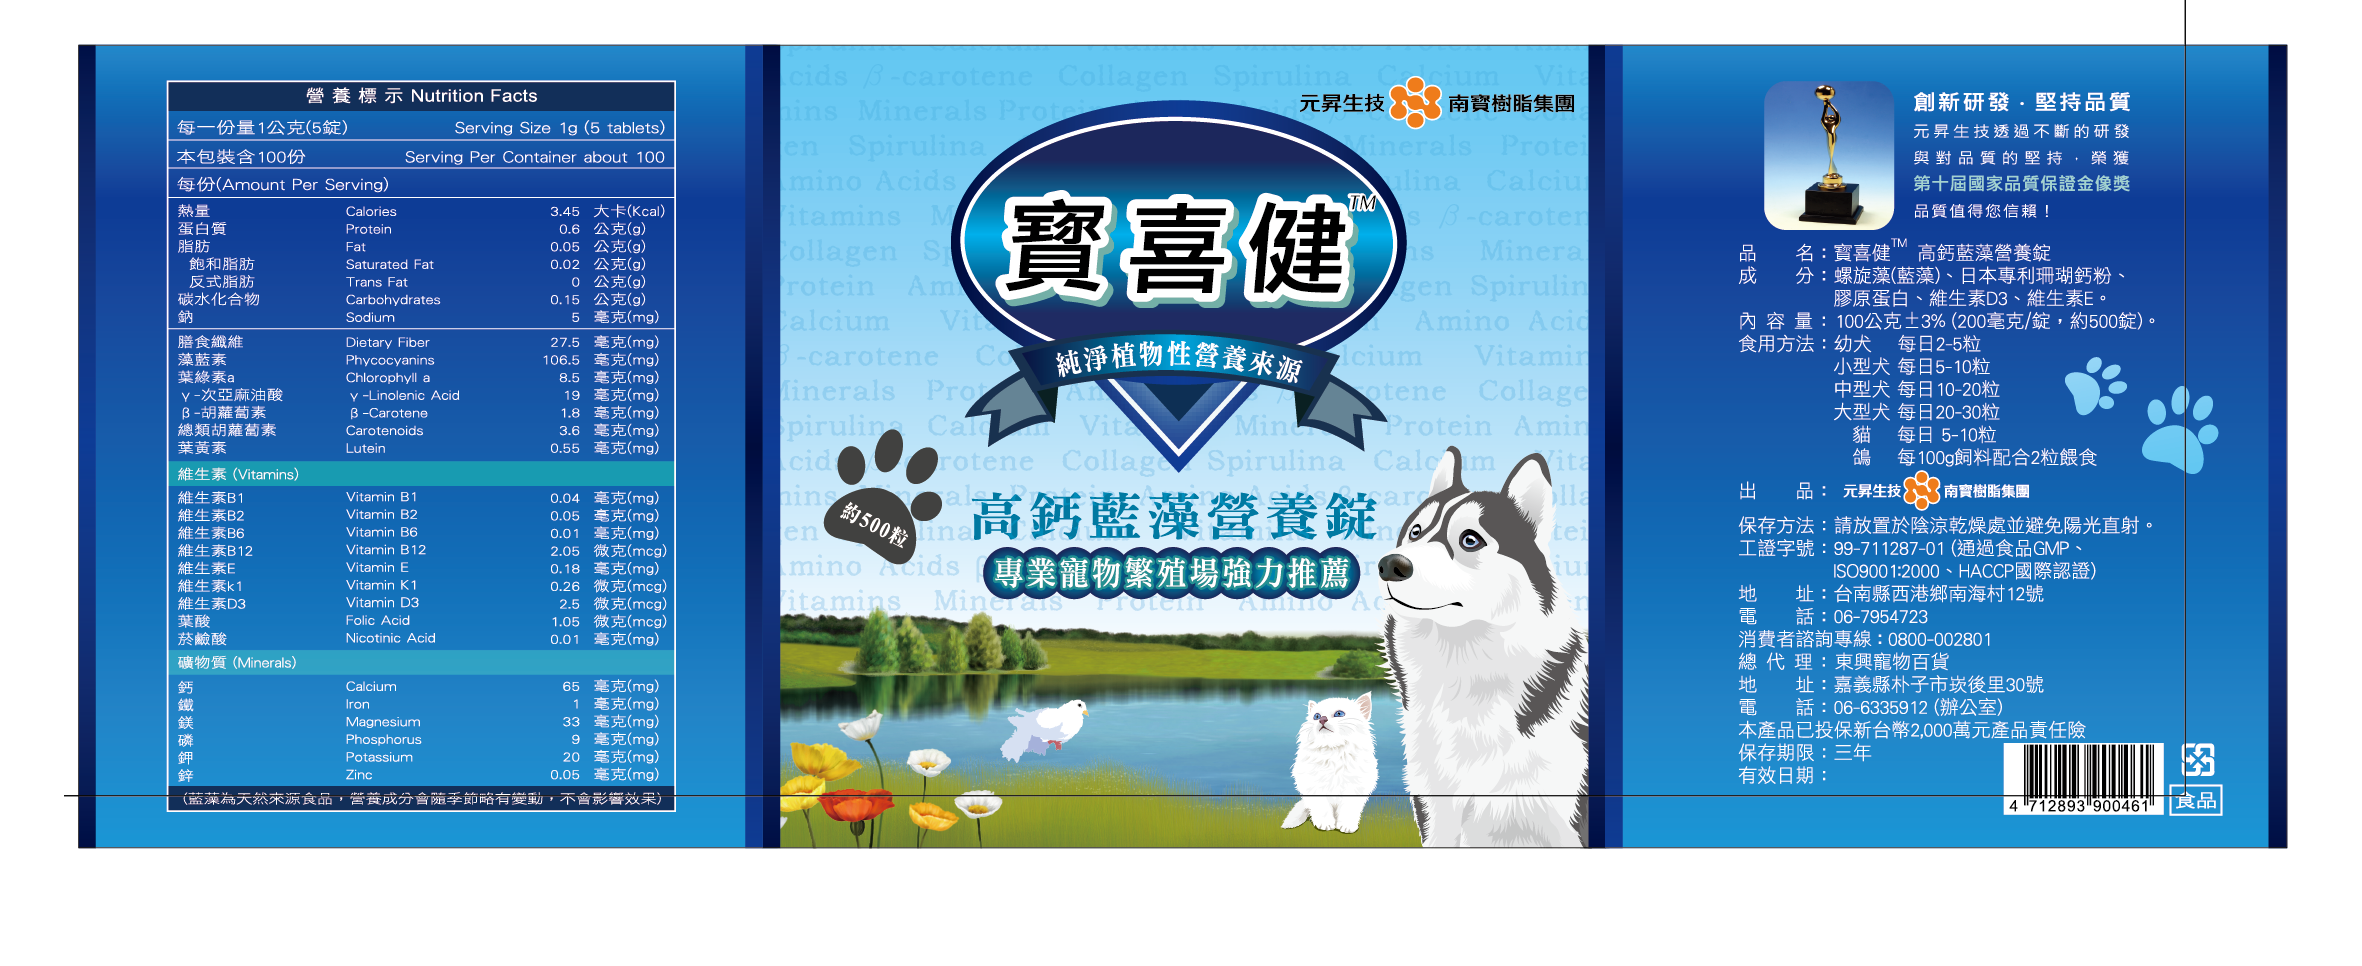 營養標示 Nutrition Facts
每一份量1公克(5錠) Serving Size 1g (5 tablets)
本包裝含100份 Serving Per Container about 100
每份(Amount Per Serving)
熱量 Calories 3.45 大卡(Kcal)
蛋白質 Protein 0.6 公克(g)
脂肪 Fat 0.05 公克(g)
飽和脂肪 Saturated Fat 0.02 公克(g)
反式脂肪 Trans Fat 0 公克(g)
碳水化合物 Carbohydrates 0.15 公克(g)
鈉 Sodium 5 毫克(mg)
膳食纖維 Dietary Fiber 27.5 毫克(mg)
藻藍素 Phycocyanins 106.5 毫克(mg)
葉綠素a Chlorophyll a 8.5 毫克(mg)
γ-次亞麻油酸 γ-Linolenic Acid 19 毫克(mg)
β-胡蘿蔔素 β-Carotene 1.8 毫克(mg)
總類胡蘿蔔素 Carotenoids 3.6 毫克(mg)
葉黃素 Lutein 0.55 毫克(mg)
維生素 (Vitamins)
維生素B1 Vitamin B1 0.04 毫克(mg)
維生素B2 Vitamin B2 0.05 毫克(mg)
維生素B6 Vitamin B6 0.01 毫克(mg)
維生素B12 Vitamin B12 2.05 微克(mcg)
維生素E Vitamin E 0.18 毫克(mg)
維生素k1 Vitamin K1 0.26 微克(mcg)
維生素D3 Vitamin D3 2.5 微克(mcg)
葉酸 Folic Acid 1.05 微克(mcg)
菸鹼酸 Nicotinic Acid 0.01 毫克(mg)
礦物質 (Minerals)
鈣 Calcium 65 毫克(mg)
鐵 Iron 1 毫克(mg)
鎂 Magnesium 33 毫克(mg)
磷 Phosphorus 9 毫克(mg)
鉀 Potassium 20 毫克(mg)
鋅 Zinc 0.05 毫克(mg)
(藍藻為天然來源食品，營養成分會隨季節略有變動，不會影響效果)
元昇生技 南寶樹脂集團
寶喜健™
純淨植物性營養來源
約500粒
高鈣藍藻營養錠
專業寵物繁殖場強力推薦
創新研發．堅持品質
元昇生技透過不斷的研發
與對品質的堅持．榮獲
第十屆國家品質保證金像獎
品質值得您信賴！
品名：寶喜健™ 高鈣藍藻營養錠
成分：螺旋藻(藍藻)、日本專利珊瑚鈣粉、
膠原蛋白、維生素D3、維生素E。
內容量：100公克±3% (200毫克/錠，約500錠)。
食用方法：幼犬 每日2-5粒
小型犬 每日5-10粒
中型犬 每日10-20粒
大型犬 每日20-30粒
貓 每日 5-10粒
鴿 每100g飼料配合2粒餵食
出品：元昇生技 南寶樹脂集團
保存方法：請放置於陰涼乾燥處並避免陽光直射。
工證字號：99-711287-01 (通過食品GMP、
ISO9001:2000、HACCP國際認證)
地址：台南縣西港鄉南海村12號
電話：06-7954723
消費者諮詢專線：0800-002801
總代理：東興寵物百貨
地址：嘉義縣朴子市崁後里30號
電話：06-6335912 (辦公室)
本產品已投保新台幣2,000萬元產品責任險
保存期限：三年
有效日期：
4 712893 900461
食品